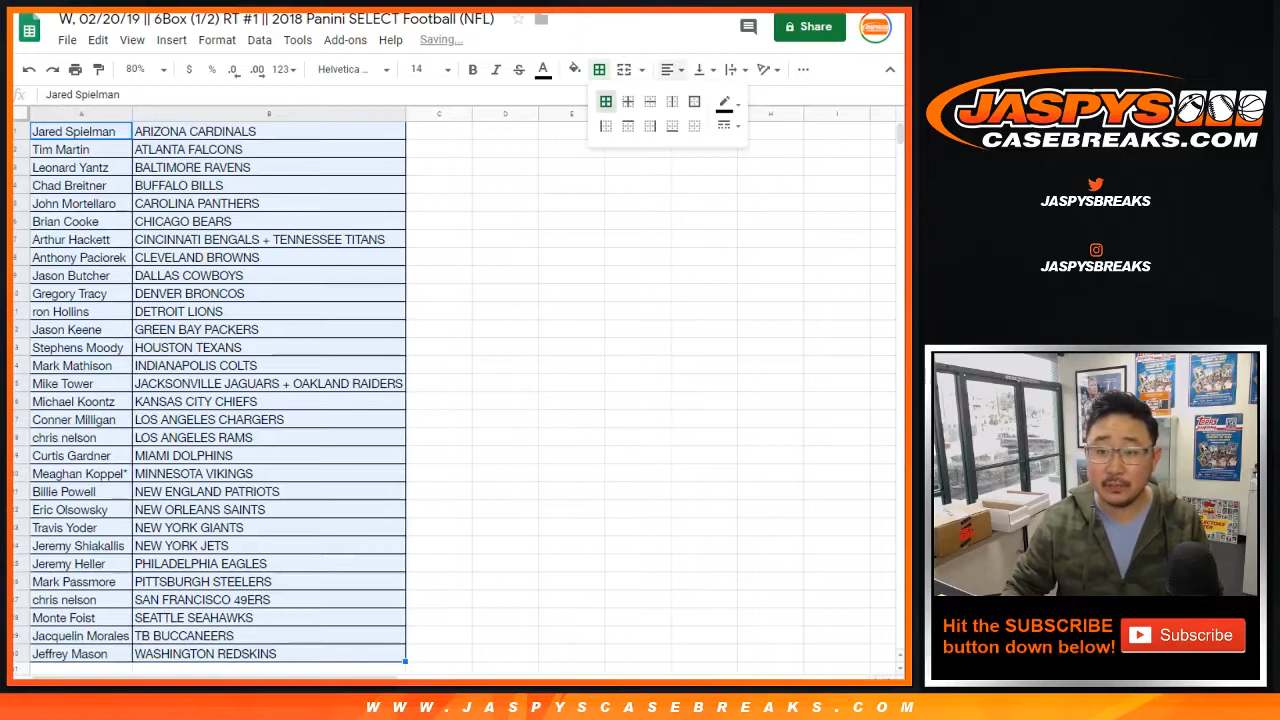 W, 02/20/19 || 6Box (1/2) RT #1 || 2018 Panini SELECT Football (NFL)
File Edit View Format Data Tools Add-ons Help Saving...
Share
80% $ % .0 .00 123 Helvetica ... 14 B I S A
fx Jared Spielman
A B C D E H I
Jared Spielman ARIZONA CARDINALS
Tim Martin ATLANTA FALCONS
Leonard Yantz BALTIMORE RAVENS
Chad Breitner BUFFALO BILLS
John Mortellaro CAROLINA PANTHERS
Brian Cooke CHICAGO BEARS
Arthur Hackett CINCINNATI BENGALS + TENNESSEE TITANS
Anthony Paciorek CLEVELAND BROWNS
Jason Butcher DALLAS COWBOYS
Gregory Tracy DENVER BRONCOS
ron Hollins DETROIT LIONS
Jason Keene GREEN BAY PACKERS
Stephens Moody HOUSTON TEXANS
Mark Mathison INDIANAPOLIS COLTS
Mike Tower JACKSONVILLE JAGUARS + OAKLAND RAIDERS
Michael Koontz KANSAS CITY CHIEFS
Conner Milligan LOS ANGELES CHARGERS
chris nelson LOS ANGELES RAMS
Curtis Gardner MIAMI DOLPHINS
Meaghan Koppel* MINNESOTA VIKINGS
Billie Powell NEW ENGLAND PATRIOTS
Eric Olsowsky NEW ORLEANS SAINTS
Travis Yoder NEW YORK GIANTS
Jeremy Shiakallis NEW YORK JETS
Jeremy Heller PHILADELPHIA EAGLES
Mark Passmore PITTSBURGH STEELERS
chris nelson SAN FRANCISCO 49ERS
Monte Foist SEATTLE SEAHAWKS
Jacquelin Morales TB BUCCANEERS
Jeffrey Mason WASHINGTON REDSKINS
JASPYS
CASEBREAKS.COM
JASPYSBREAKS
JASPYSBREAKS
Hit the SUBSCRIBE
button down below!
Subscribe
WWW.JASPYSCASEBREAKS.COM